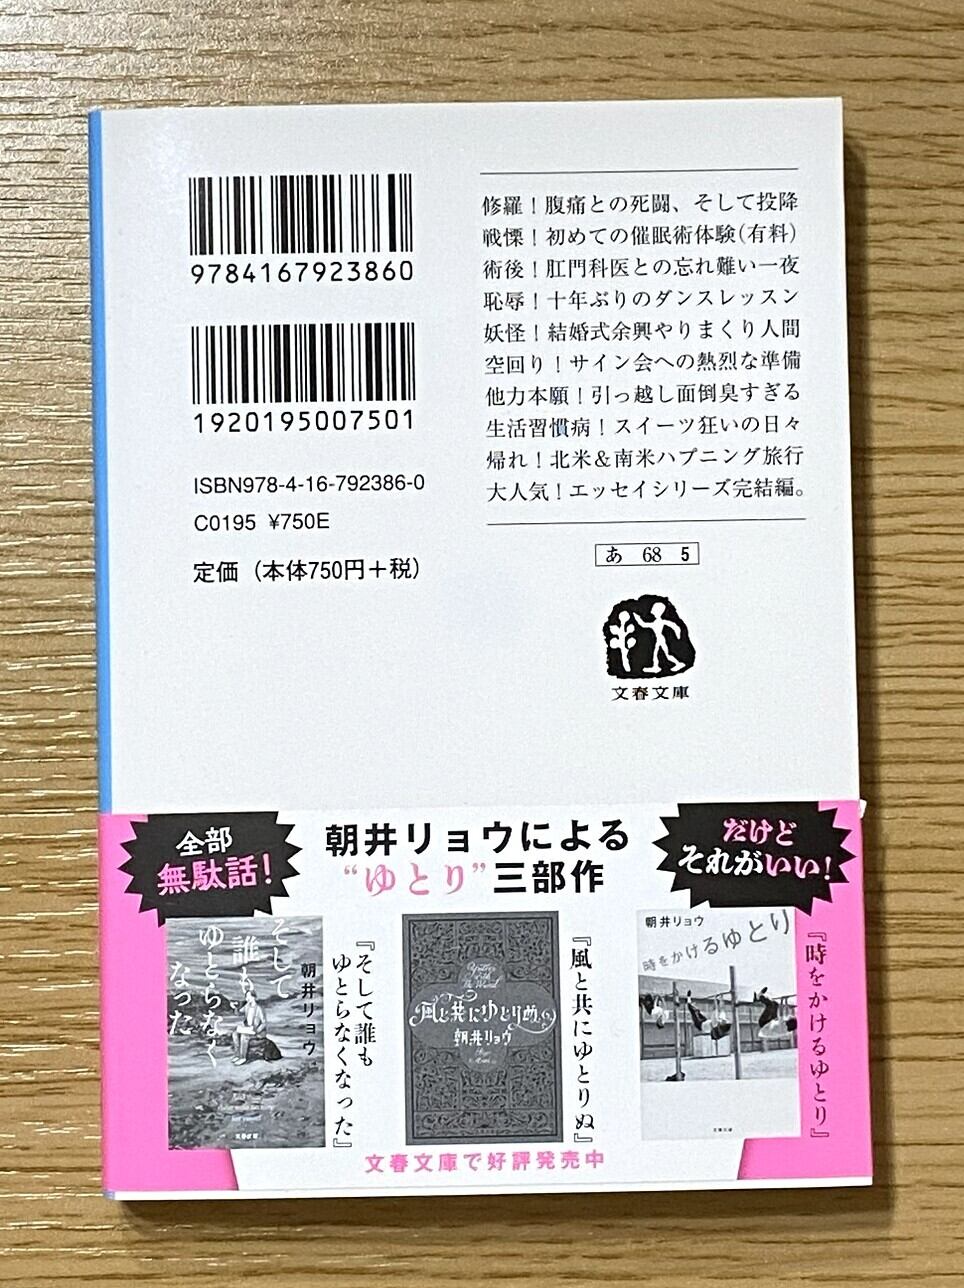 9784167923860
1920195007501
ISBN978-4-16-792386-0
C0195 ¥750E
定価（本体750円＋税）
修羅！腹痛との死闘、そして投降
戦慄！初めての催眠術体験(有料)
術後！肛門科医との忘れ難い一夜
恥辱！十年ぶりのダンスレッスン
妖怪！結婚式余興やりまくり人間
空回り！サイン会への熱烈な準備
他力本願！引っ越し面倒臭すぎる
生活習慣病！スイーツ狂いの日々
帰れ！北米＆南米ハプニング旅行
大人気！エッセイシリーズ完結編。
あ 68 5
文春文庫
全部
無駄話！
朝井リョウによる
“ゆとり”三部作
だけど
それがいい！
そして
誰も
ゆとらなく
なった
朝井リョウ
文春文庫
『そして誰も
ゆとらなくなった』
風と共にゆとりぬ
朝井リョウ
『風と共にゆとりぬ』
朝井リョウ
時をかけるゆとり
文春文庫
『時をかけるゆとり』
文春文庫で好評発売中